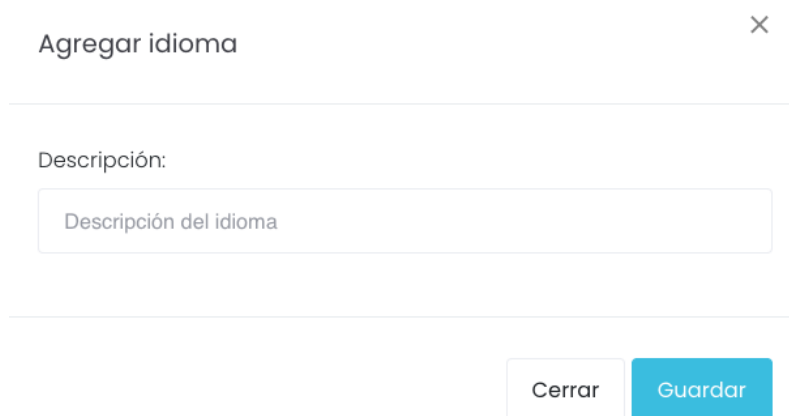 Agregar idioma
Descripción:
Descripción del idioma
Cerrar Guardar